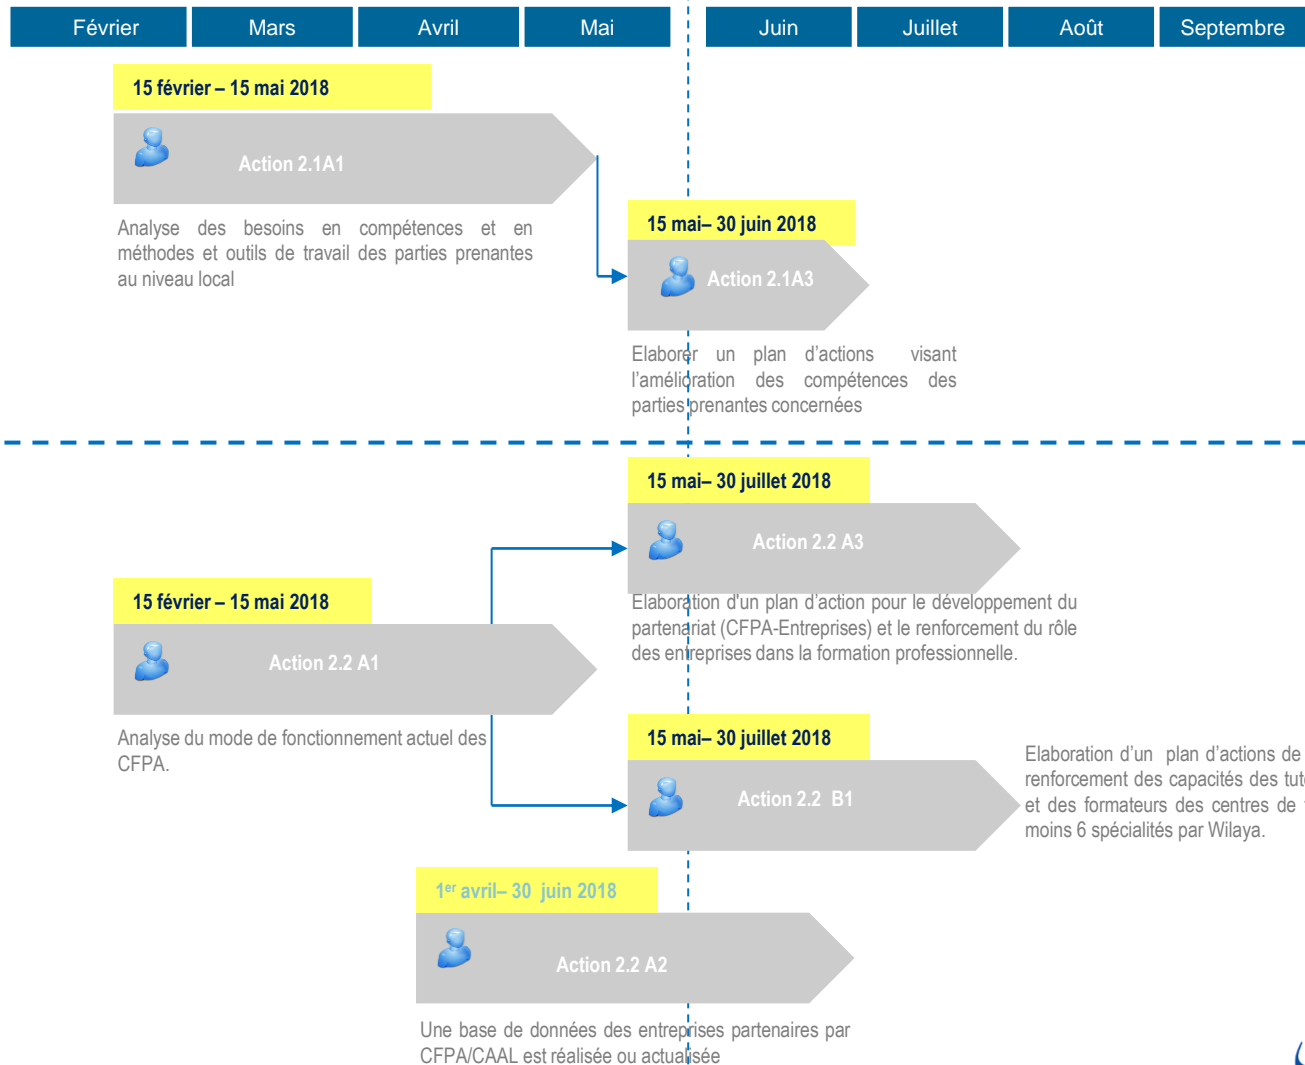 Février Mars Avril Mai Juin Juillet Août Septembre
15 février – 15 mai 2018
Action 2.1A1
Analyse des besoins en compétences et en
méthodes et outils de travail des parties prenantes
au niveau local
15 mai– 30 juin 2018
Action 2.1A3
Elaborer un plan d’actions visant
l’amélioration des compétences des
parties prenantes concernées
15 mai– 30 juillet 2018
Action 2.2 A3
Elaboration d'un plan d’action pour le développement du
partenariat (CFPA-Entreprises) et le renforcement du rôle
des entreprises dans la formation professionnelle.
15 février – 15 mai 2018
Action 2.2 A1
Analyse du mode de fonctionnement actuel des
CFPA.
15 mai– 30 juillet 2018
Action 2.2 B1
Elaboration d’un plan d’actions de
renforcement des capacités des
et des formateurs des centres de
moins 6 spécialités par Wilaya.
1er avril– 30 juin 2018
Action 2.2 A2
Une base de données des entreprises partenaires par
CFPA/CAAL est réalisée ou actualisée